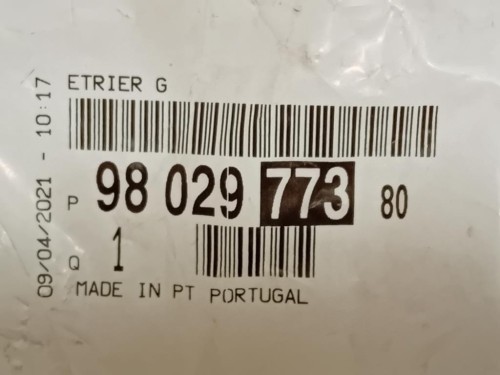 ETRIER G
P 98 029 773 80
Q 1
MADE IN PT PORTUGAL
09/04/2021 - 10:17